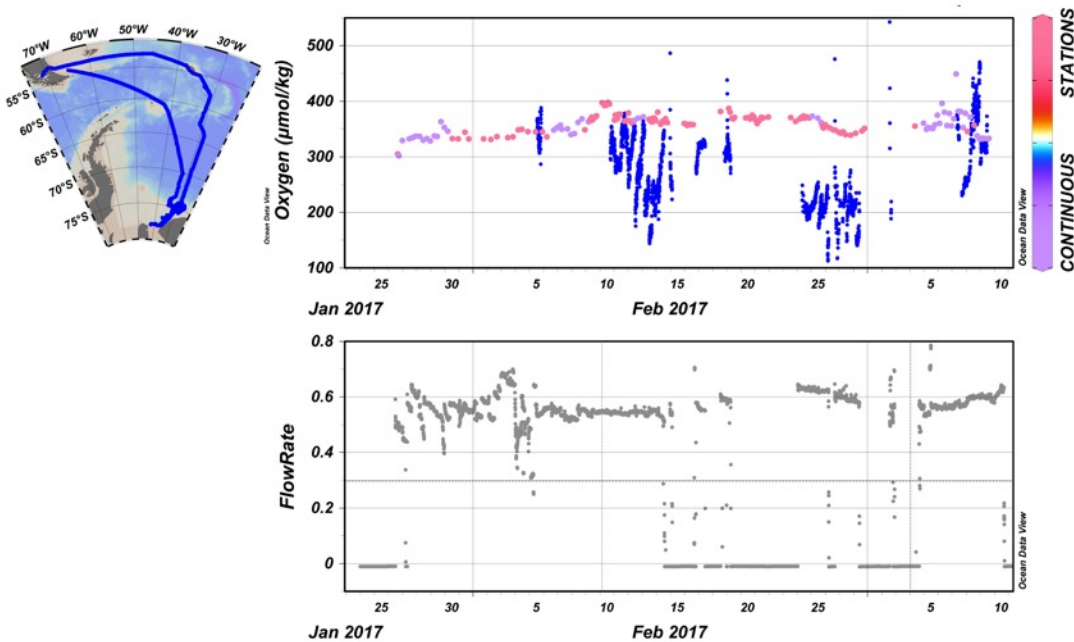 70°W
60°W
50°W
40°W
30°W
55°S
60°S
65°S
70°S
75°S
Ocean Data View
Oxygen (μmol/kg)
500
400
300
200
100
25
30
5
10
15
20
25
5
10
Jan 2017
Feb 2017
Ocean Data View
CONTINUOUS
STATIONS
FlowRate
0.8
0.6
0.4
0.2
0
25
30
5
10
15
20
25
5
10
Jan 2017
Feb 2017
Ocean Data View